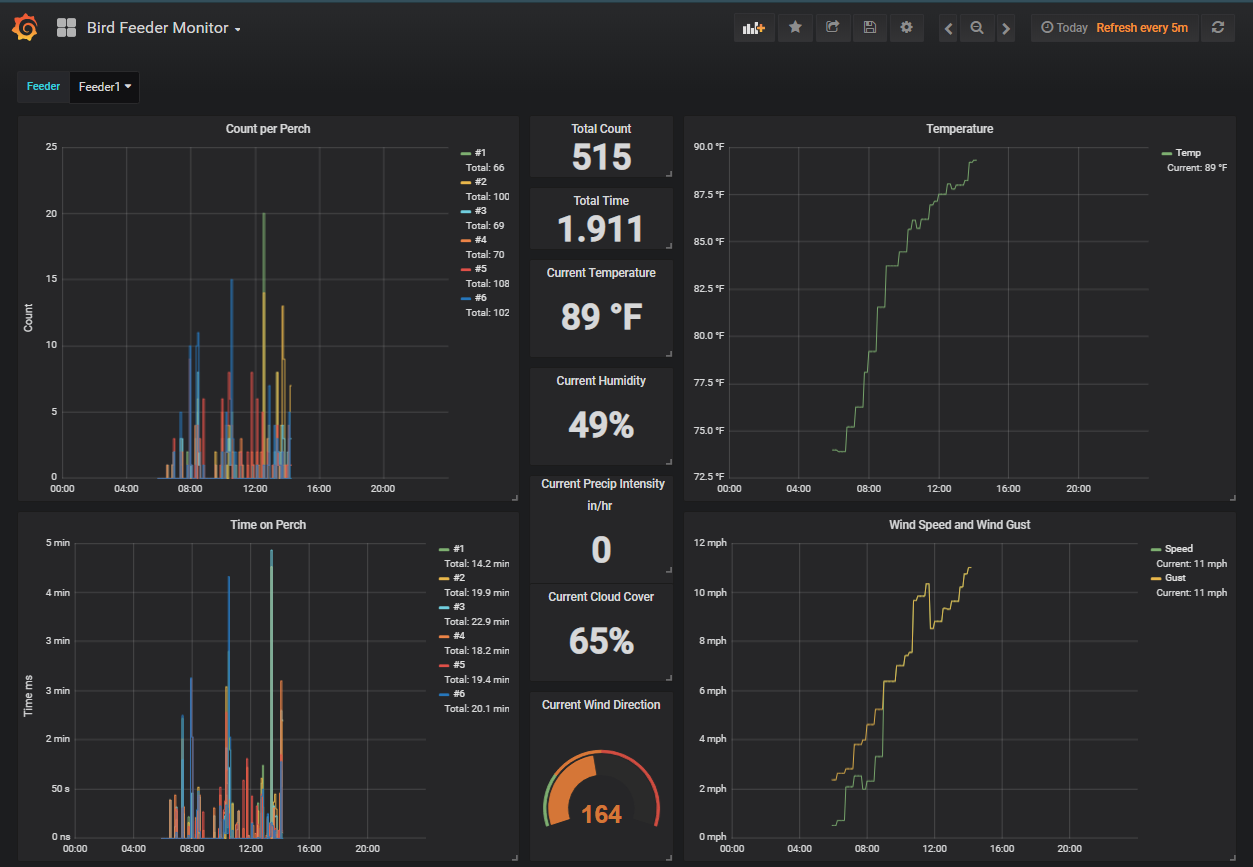 Bird Feeder Monitor
Today Refresh every 5m
Feeder Feeder1
Count per Perch
25
20
15
10
5
0
Count
00:00 04:00 08:00 12:00 16:00 20:00
#1
Total: 66
#2
Total: 100
#3
Total: 69
#4
Total: 70
#5
Total: 108
#6
Total: 102
Total Count
515
Total Time
1.911
Current Temperature
89 °F
Current Humidity
49%
Current Precip Intensity
in/hr
0
Current Cloud Cover
65%
Current Wind Direction
164
Temperature
90.0 °F
87.5 °F
85.0 °F
82.5 °F
80.0 °F
77.5 °F
75.0 °F
72.5 °F
00:00 04:00 08:00 12:00 16:00 20:00
Temp
Current: 89 °F
Time on Perch
5 min
4 min
3 min
3 min
2 min
50 s
0 ns
Time ms
00:00 04:00 08:00 12:00 16:00 20:00
#1
Total: 14.2 min
#2
Total: 19.9 min
#3
Total: 22.9 min
#4
Total: 18.2 min
#5
Total: 19.4 min
#6
Total: 20.1 min
Wind Speed and Wind Gust
12 mph
10 mph
8 mph
6 mph
4 mph
2 mph
0 mph
00:00 04:00 08:00 12:00 16:00 20:00
Speed
Current: 11 mph
Gust
Current: 11 mph